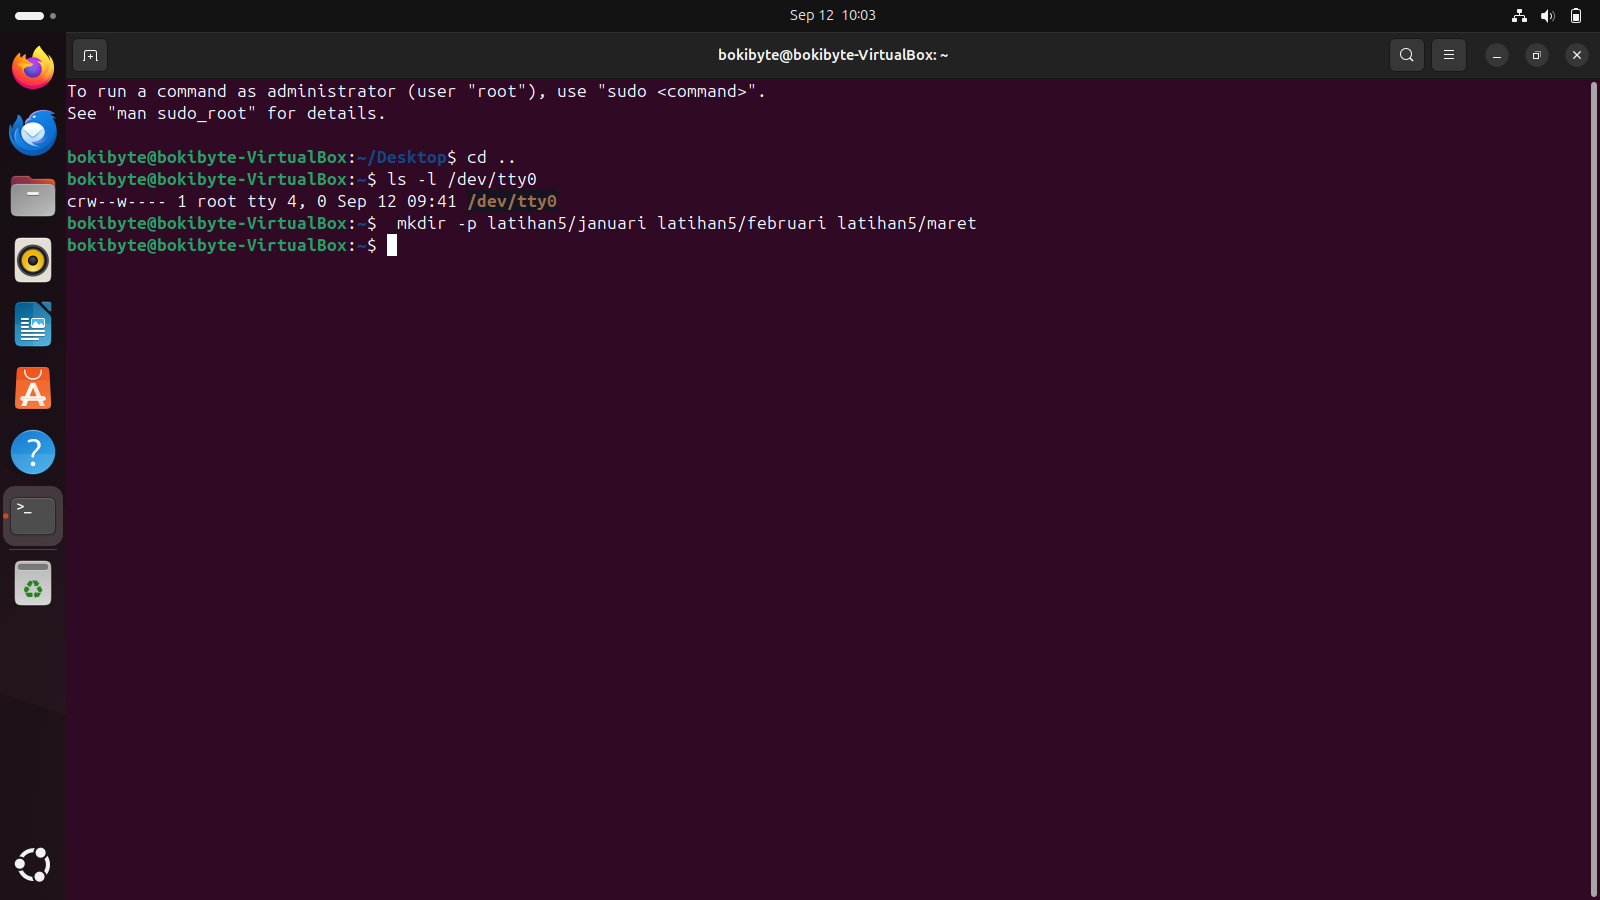 Sep 12 10:03
bokibyte@bokibyte-VirtualBox: ~
To run a command as administrator (user "root"), use "sudo <command>".
See "man sudo_root" for details.
bokibyte@bokibyte-VirtualBox:~/Desktop$ cd ..
bokibyte@bokibyte-VirtualBox:~$ ls -l /dev/tty0
crw--w---- 1 root tty 4, 0 Sep 12 09:41 /dev/tty0
bokibyte@bokibyte-VirtualBox:~$  mkdir -p latihan5/januari latihan5/februari latihan5/maret
bokibyte@bokibyte-VirtualBox:~$